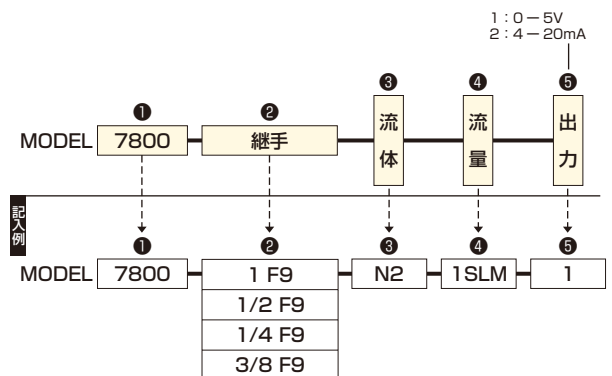 1：0－5V
2：4－20mA
❶ ❷ ❸ ❹ ❺
MODEL 7800 継手 流体 流量 出力
記入例
❶ ❷ ❸ ❹ ❺
MODEL 7800 1 F9 N2 1SLM 1
1/2 F9
1/4 F9
3/8 F9